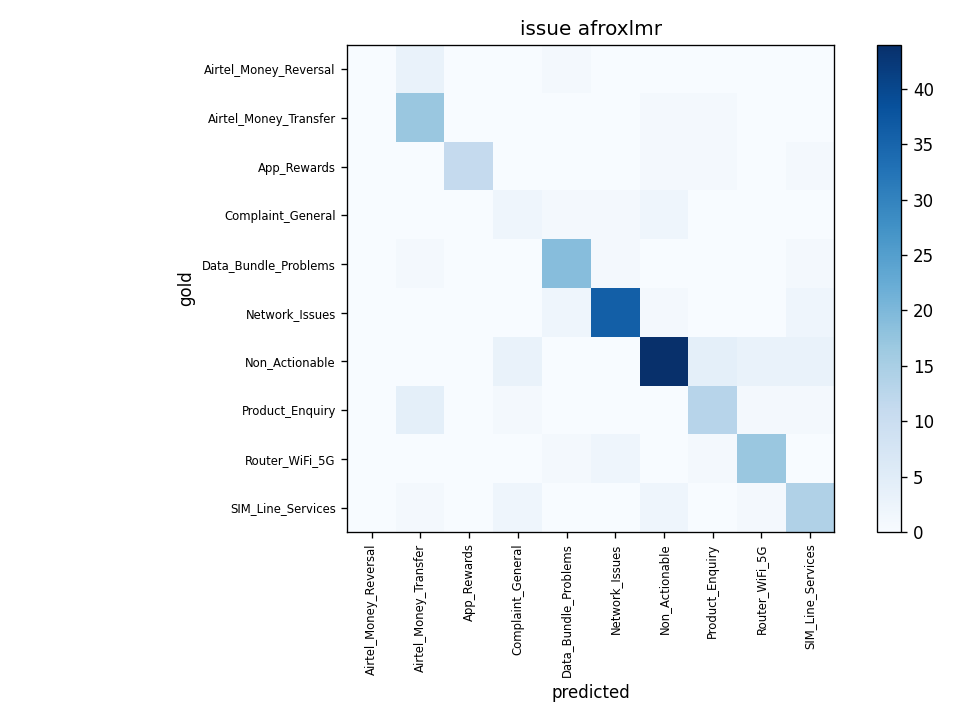 issue afroxlmr
gold
Airtel_Money_Reversal
Airtel_Money_Transfer
App_Rewards
Complaint_General
Data_Bundle_Problems
Network_Issues
Non_Actionable
Product_Enquiry
Router_WiFi_5G
SIM_Line_Services
Airtel_Money_Reversal
Airtel_Money_Transfer
App_Rewards
Complaint_General
Data_Bundle_Problems
Network_Issues
Non_Actionable
Product_Enquiry
Router_WiFi_5G
SIM_Line_Services
predicted
40
35
30
25
20
15
10
5
0